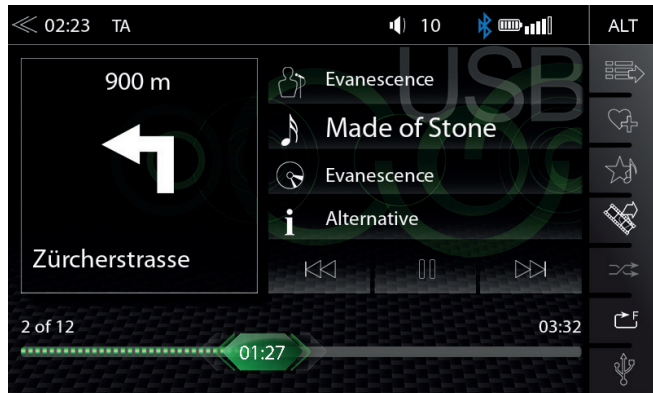 02:23 TA 10 ALT
USB
900 m
Evanescence
Made of Stone
Evanescence
Alternative
Zürcherstrasse
2 of 12
03:32
01:27
F